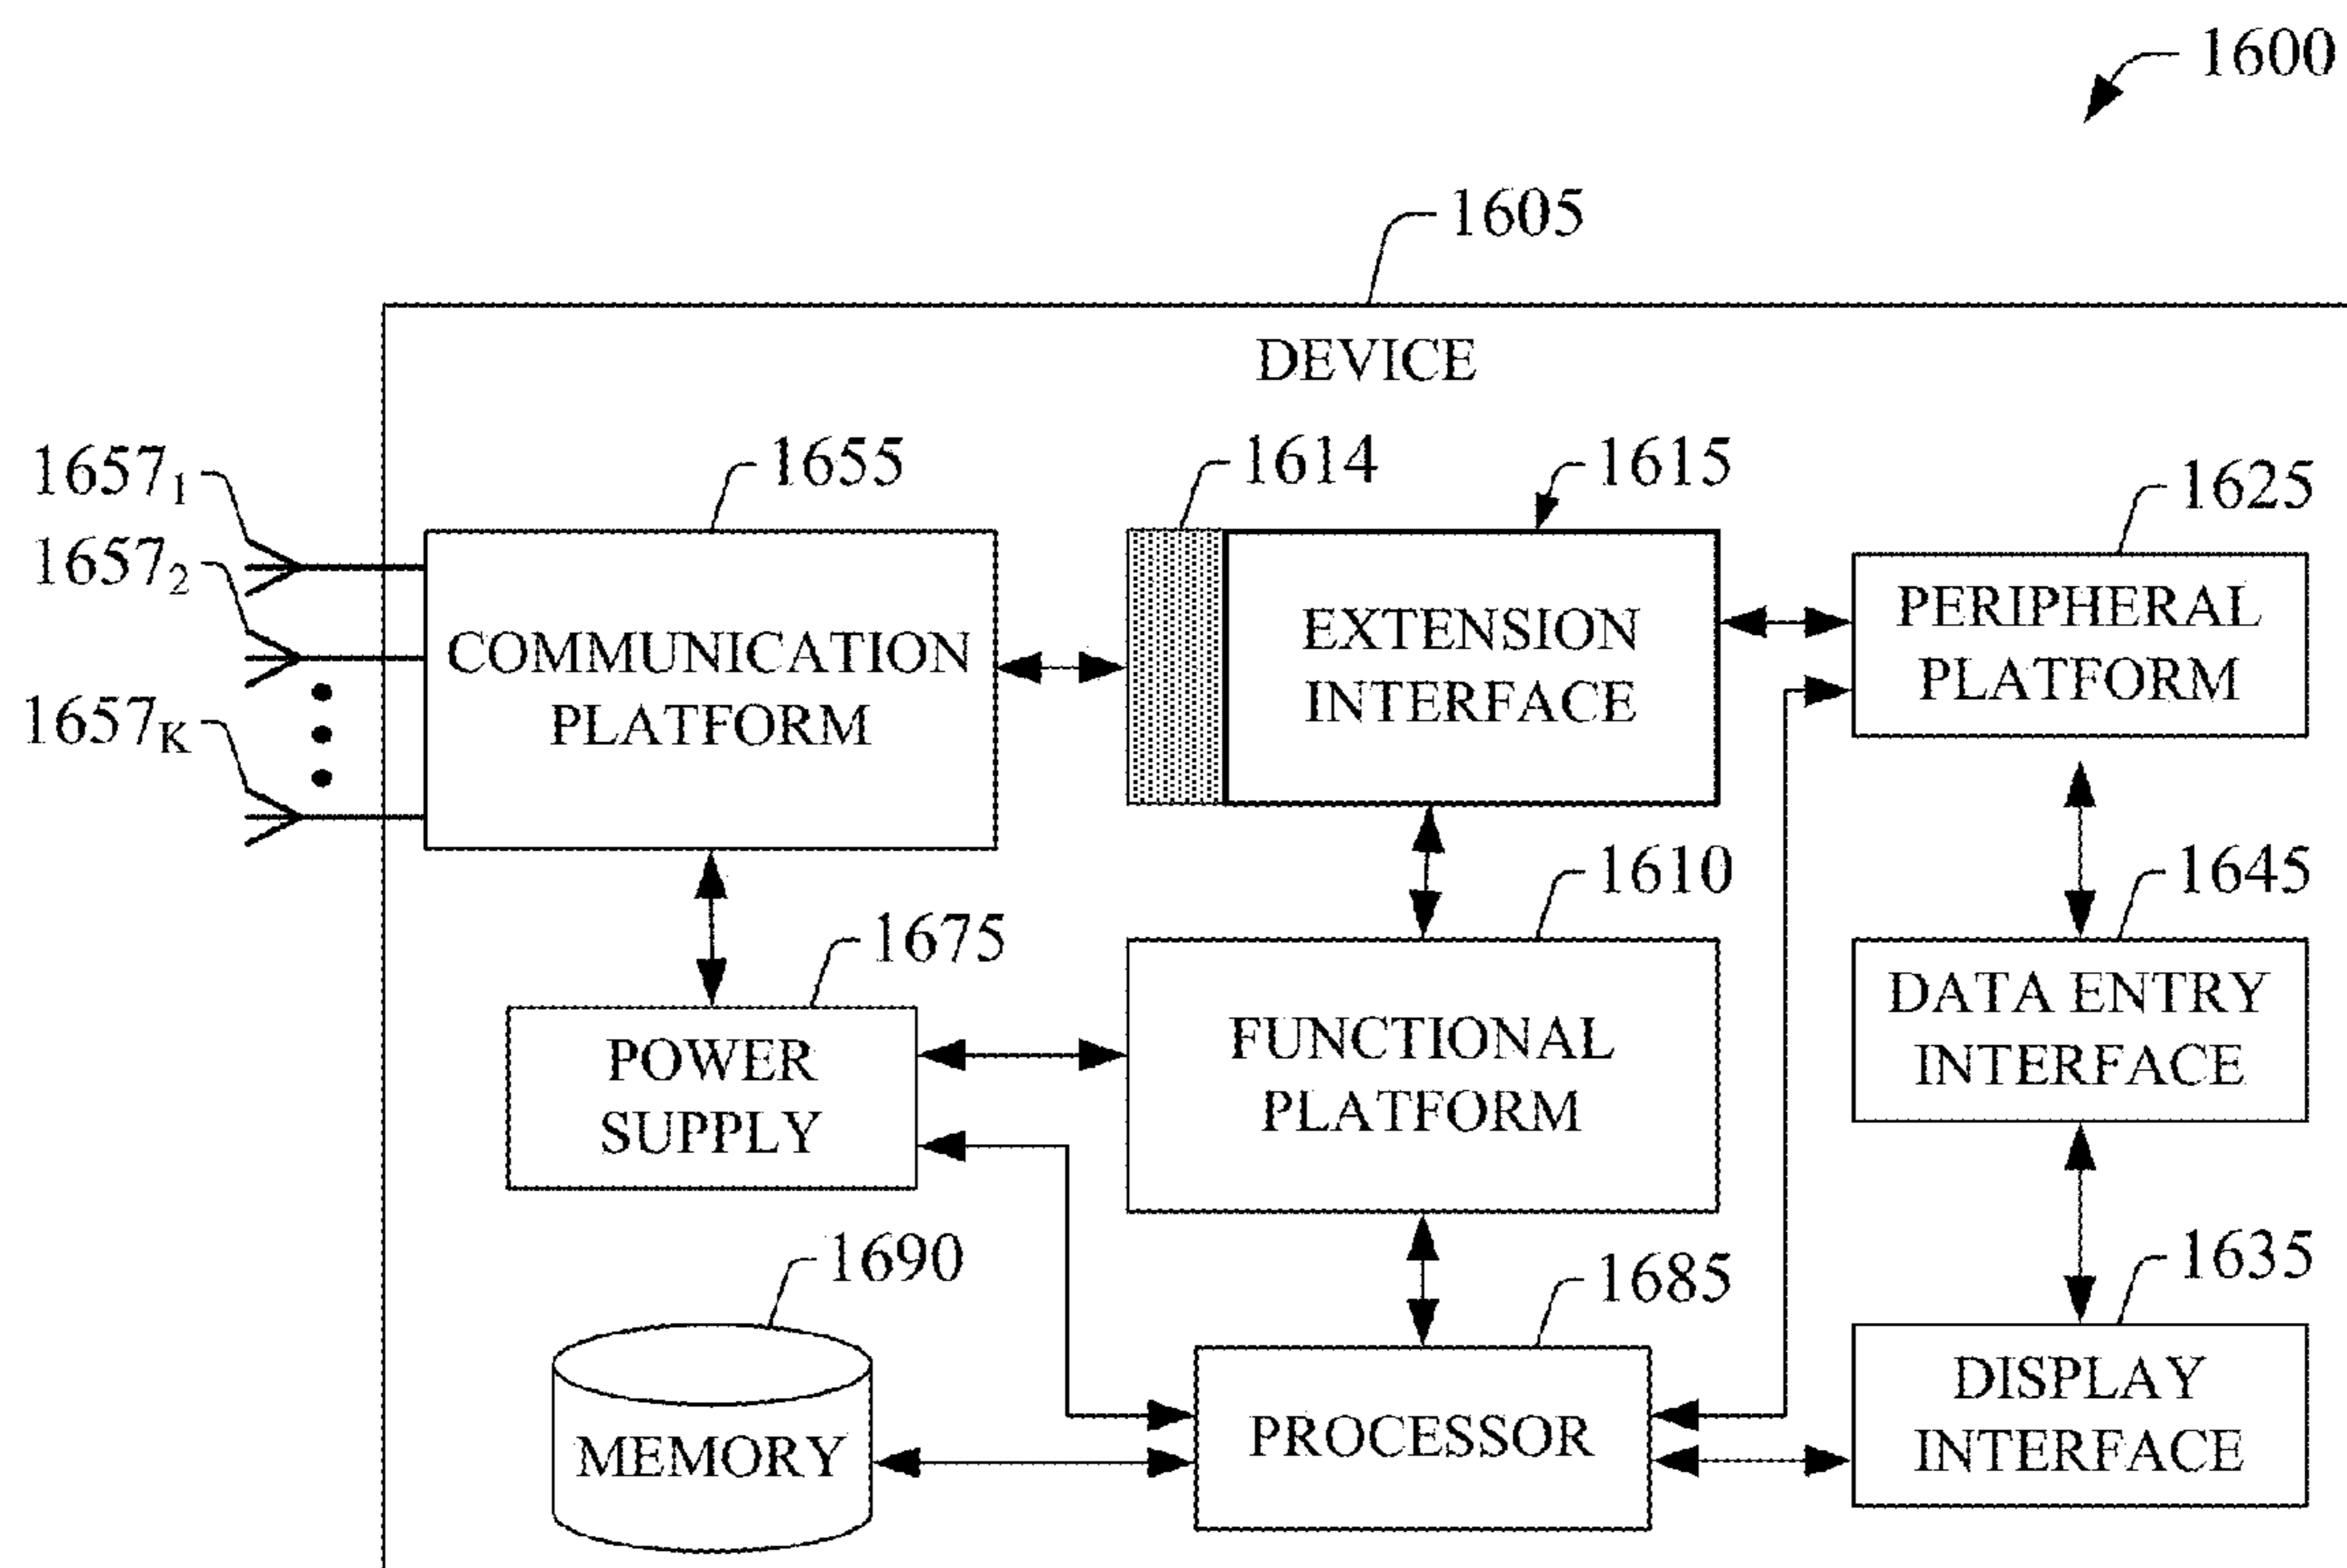 1600
1605
DEVICE
1657₁
1655
1614
1615
1625
1657₂
COMMUNICATION
PLATFORM
EXTENSION
INTERFACE
PERIPHERAL
PLATFORM
1657K
1675
1610
1645
POWER
SUPPLY
FUNCTIONAL
PLATFORM
DATA ENTRY
INTERFACE
1690
1685
1635
MEMORY
PROCESSOR
DISPLAY
INTERFACE